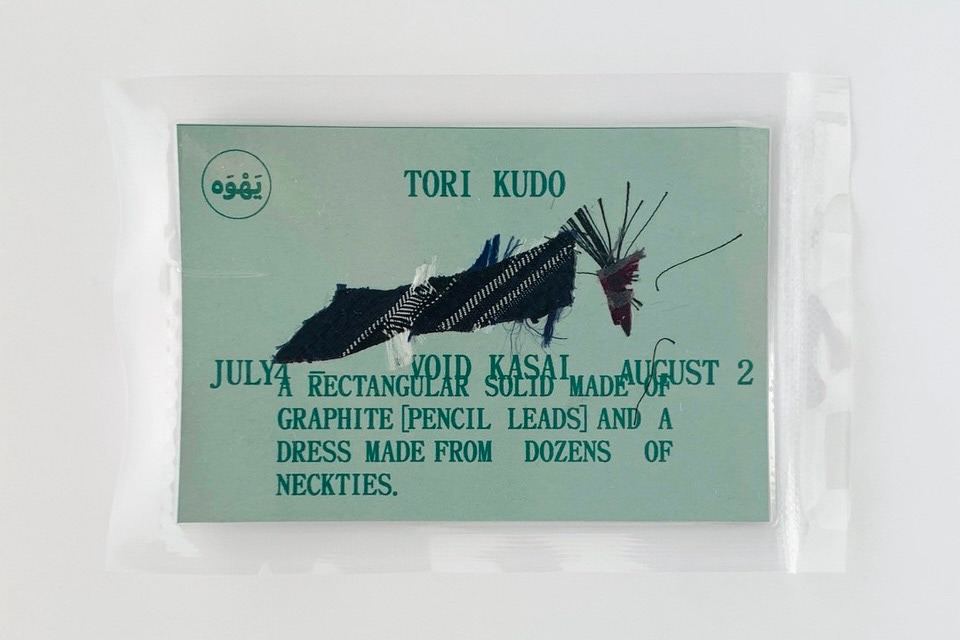 يَهْوَه
TORI KUDO
JULY4 – VOID KASAI AUGUST 2
A RECTANGULAR SOLID MADE OF
GRAPHITE [PENCIL LEADS] AND A
DRESS MADE FROM DOZENS OF
NECKTIES.